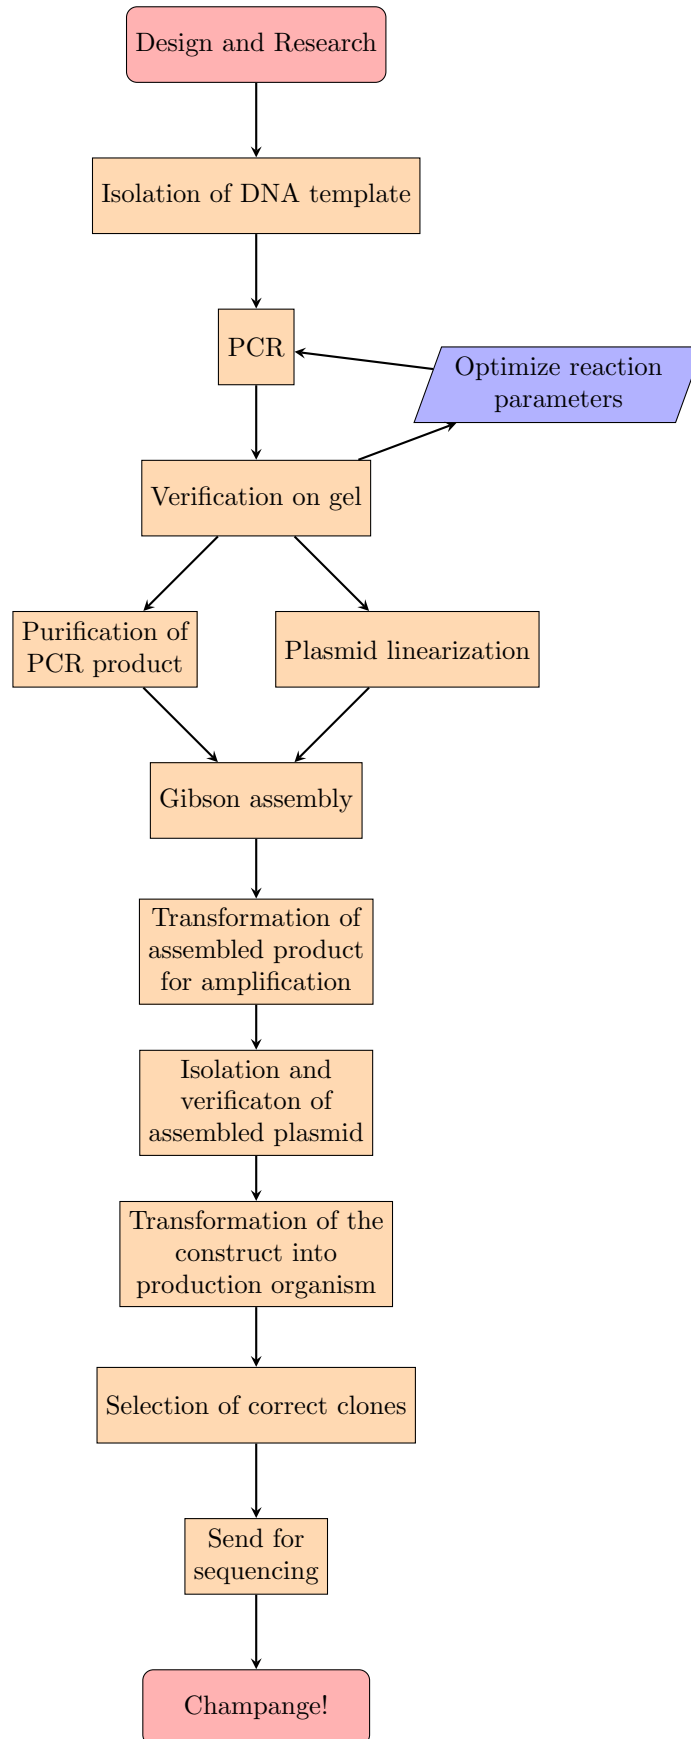 Design and Research
Isolation of DNA template
PCR
Optimize reaction
parameters
Verification on gel
Purification of
PCR product
Plasmid linearization
Gibson assembly
Transformation of
assembled product
for amplification
Isolation and
verificaton of
assembled plasmid
Transformation of the
construct into
production organism
Selection of correct clones
Send for
sequencing
Champange!